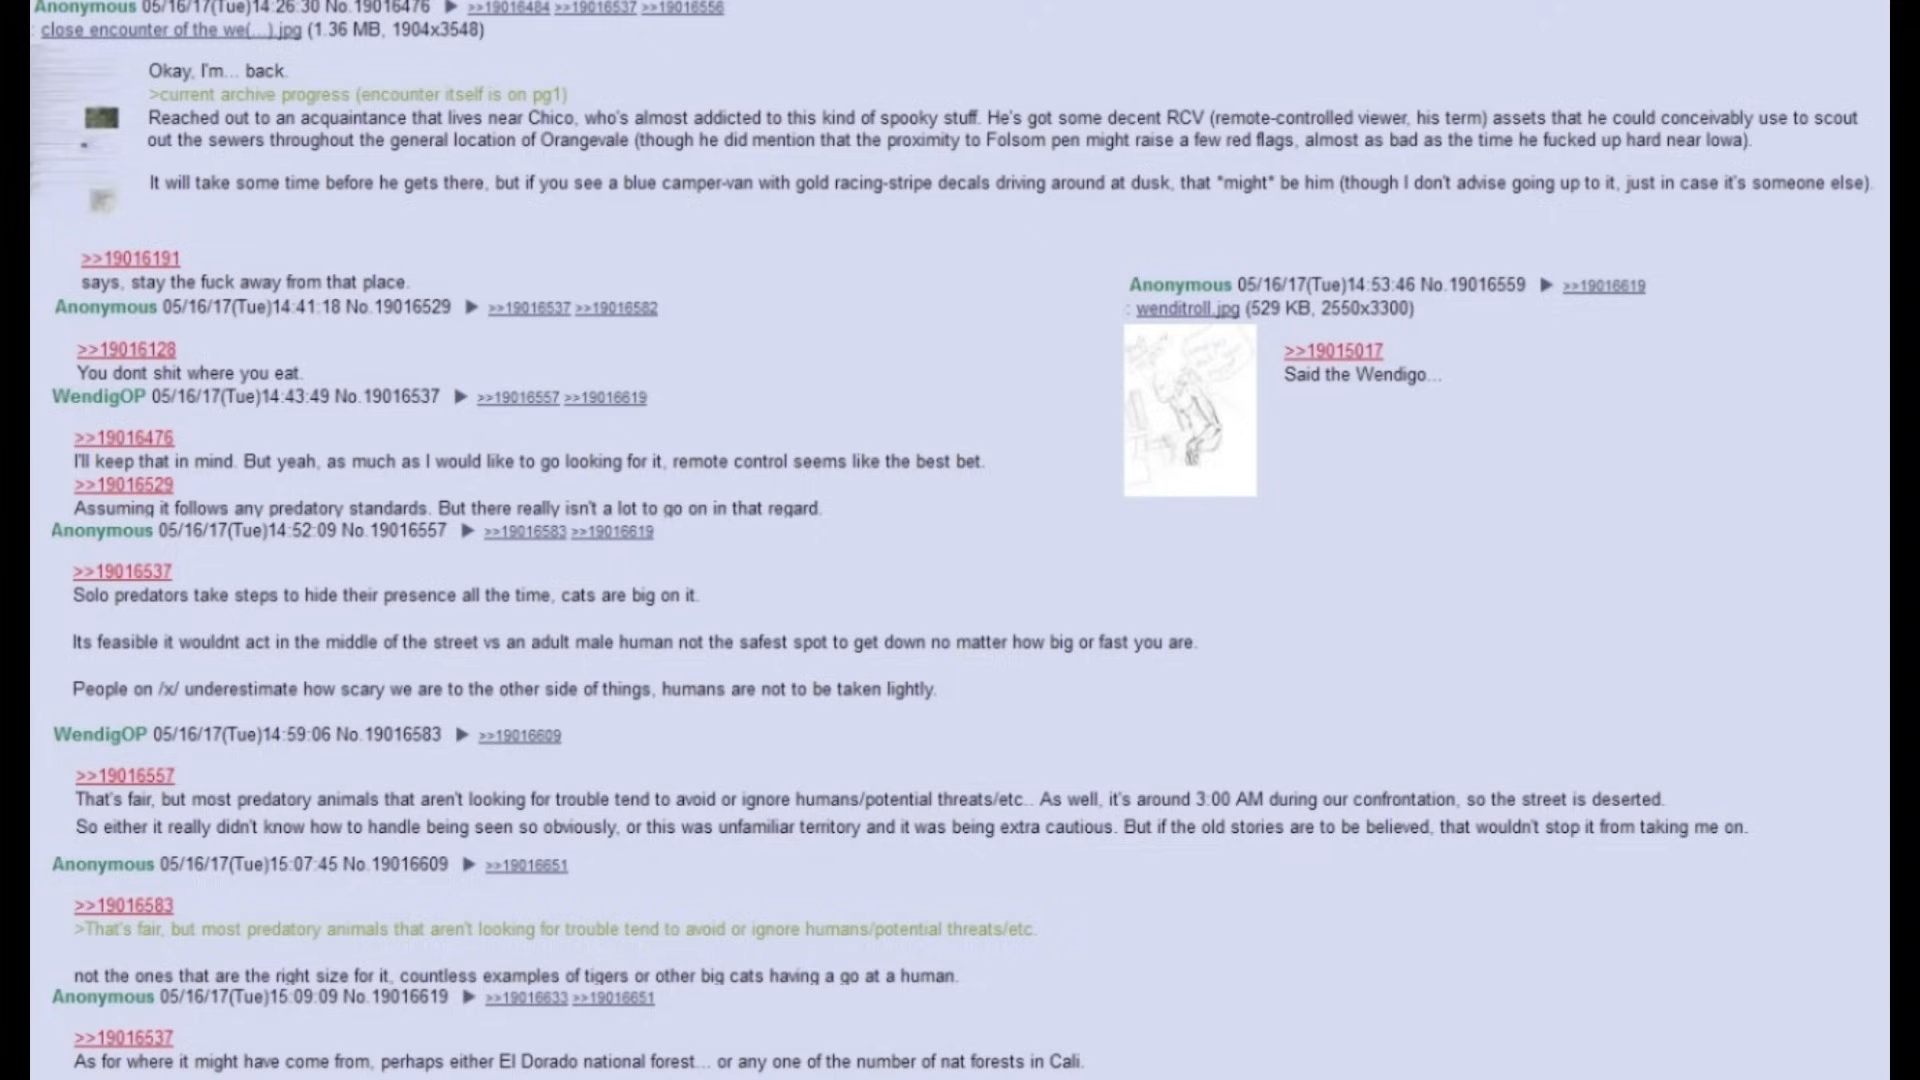 Anonymous 05/16/17(Tue)14:26:30 No.19016476 ▶ >>19016484 >>19016537 >>19016556
: close encounter of the we(...).jpg (1.36 MB, 1904x3548)
Okay, I'm... back.
>current archive progress (encounter itself is on pg1)
Reached out to an acquaintance that lives near Chico, who's almost addicted to this kind of spooky stuff. He's got some decent RCV (remote-controlled viewer, his term) assets that he could conceivably use to scout
out the sewers throughout the general location of Orangevale (though he did mention that the proximity to Folsom pen might raise a few red flags, almost as bad as the time he fucked up hard near Iowa).
It will take some time before he gets there, but if you see a blue camper-van with gold racing-stripe decals driving around at dusk, that *might* be him (though I don't advise going up to it, just in case it's someone else).
>>19016191
says, stay the fuck away from that place.
Anonymous 05/16/17(Tue)14:41:18 No.19016529 ▶ >>19016537 >>19016582
>>19016128
You dont shit where you eat.
WendigOP 05/16/17(Tue)14:43:49 No.19016537 ▶ >>19016557 >>19016619
>>19016476
I'll keep that in mind. But yeah, as much as I would like to go looking for it, remote control seems like the best bet.
>>19016529
Assuming it follows any predatory standards. But there really isn't a lot to go on in that regard.
Anonymous 05/16/17(Tue)14:52:09 No.19016557 ▶ >>19016583 >>19016619
>>19016537
Solo predators take steps to hide their presence all the time, cats are big on it.
Its feasible it wouldnt act in the middle of the street vs an adult male human not the safest spot to get down no matter how big or fast you are.
People on /x/ underestimate how scary we are to the other side of things, humans are not to be taken lightly.
Anonymous 05/16/17(Tue)14:53:46 No.19016559 ▶ >>19016619
: wenditroll.jpg (529 KB, 2550x3300)
>>19015017
Said the Wendigo...
WendigOP 05/16/17(Tue)14:59:06 No.19016583 ▶ >>19016609
>>19016557
That's fair, but most predatory animals that aren't looking for trouble tend to avoid or ignore humans/potential threats/etc.. As well, it's around 3:00 AM during our confrontation, so the street is deserted.
So either it really didn't know how to handle being seen so obviously, or this was unfamiliar territory and it was being extra cautious. But if the old stories are to be believed, that wouldn't stop it from taking me on.
Anonymous 05/16/17(Tue)15:07:45 No.19016609 ▶ >>19016651
>>19016583
>That's fair, but most predatory animals that aren't looking for trouble tend to avoid or ignore humans/potential threats/etc.
not the ones that are the right size for it, countless examples of tigers or other big cats having a go at a human.
Anonymous 05/16/17(Tue)15:09:09 No.19016619 ▶ >>19016633 >>19016651
>>19016537
As for where it might have come from, perhaps either El Dorado national forest... or any one of the number of nat forests in Cali.